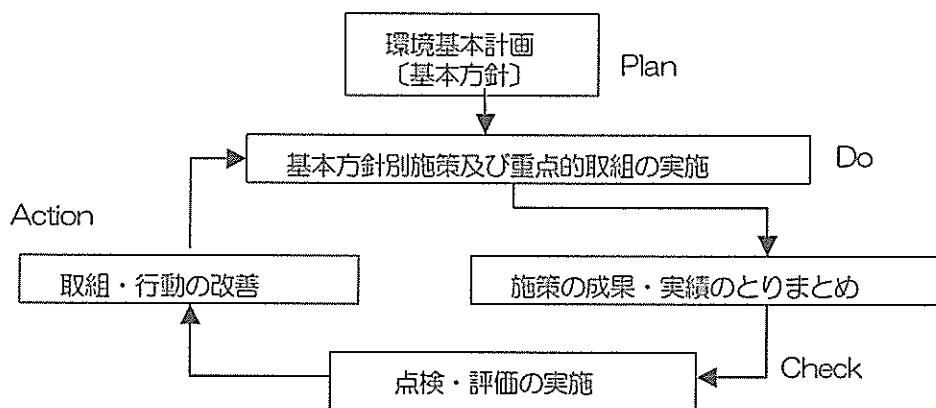 環境基本計画
〔基本方針〕
Plan
基本方針別施策及び重点的取組の実施
Do
Action
取組・行動の改善
施策の成果・実績のとりまとめ
点検・評価の実施
Check